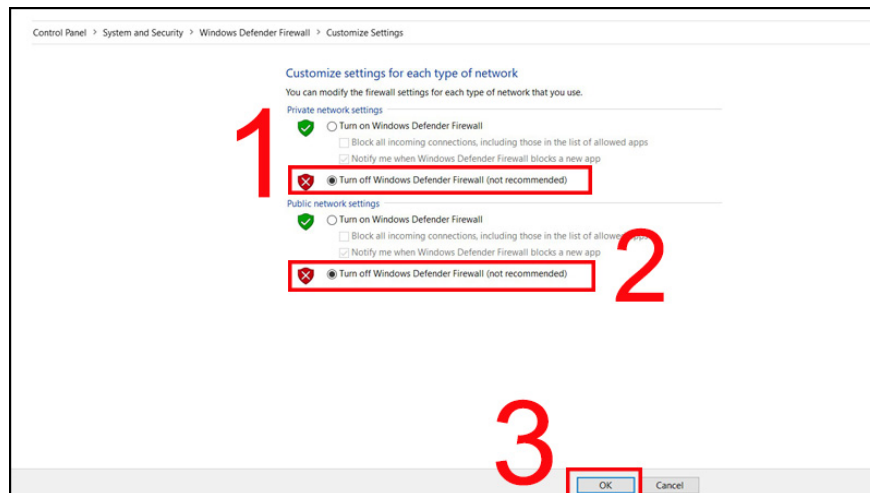 Control Panel > System and Security > Windows Defender Firewall > Customize Settings
Customize settings for each type of network
You can modify the firewall settings for each type of network that you use.
Private network settings
1
Turn on Windows Defender Firewall
Block all incoming connections, including those in the list of allowed apps
Notify me when Windows Defender Firewall blocks a new app
Turn off Windows Defender Firewall (not recommended)
Public network settings
Turn on Windows Defender Firewall
Block all incoming connections, including those in the list of allowed apps
Notify me when Windows Defender Firewall blocks a new app
2
Turn off Windows Defender Firewall (not recommended)
3
OK Cancel